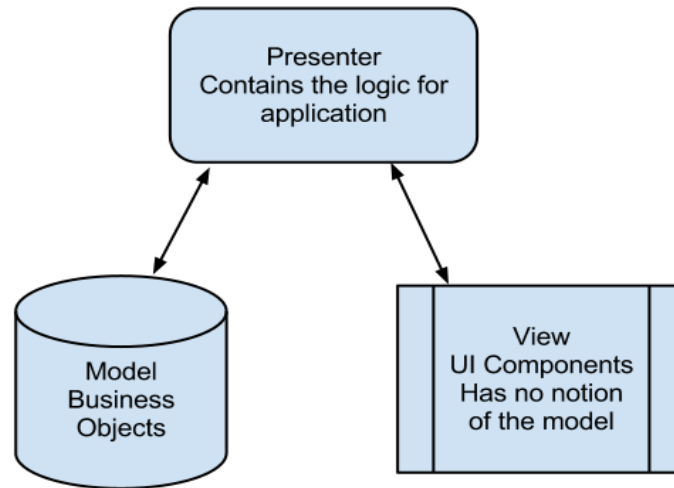 Presenter
Contains the logic for
application
Model
Business
Objects
View
UI Components
Has no notion
of the model